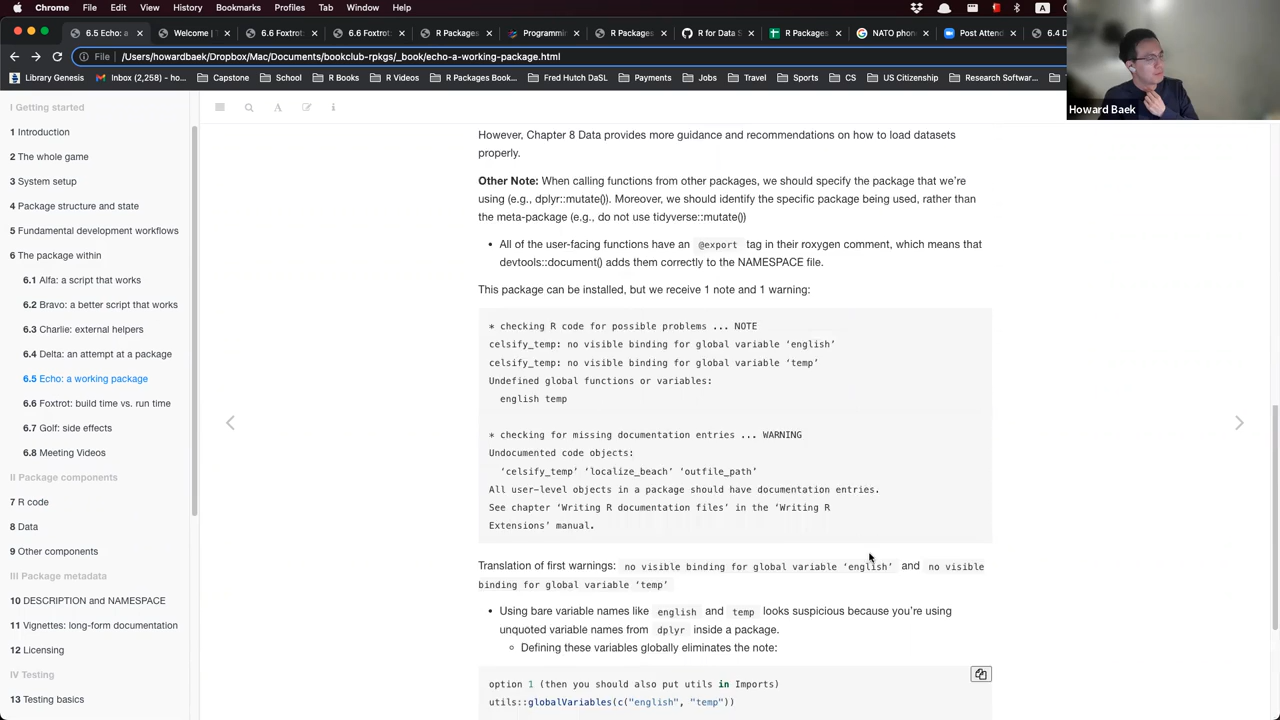 Chrome File Edit View History Bookmarks Profiles Tab Window Help
6.5 Echo: a Welcome | T 6.6 Foxtrot: 6.6 Foxtrot: R Packages Programmin R Packages R for Data S R Packages NATO phon Post Attend 6.4 D
File /Users/howardbaek/Dropbox/Mac/Documents/bookclub-rpkgs/_book/echo-a-working-package.html
Library Genesis Inbox (2,258) - ho... Capstone School R Club R Videos R Packages Book... Fred Hutch DaSL Payments Jobs Travel Sports CS US Citizenship Research Softwar...
Howard Baek
I Getting started
1 Introduction
2 The whole game
3 System setup
4 Package structure and state
5 Fundamental development workflows
6 The package within
6.1 Alfa: a script that works
6.2 Bravo: a better script that works
6.3 Charlie: external helpers
6.4 Delta: an attempt at a package
6.5 Echo: a working package
6.6 Foxtrot: build time vs. run time
6.7 Golf: side effects
6.8 Meeting Videos
II Package components
7 R code
8 Data
9 Other components
III Package metadata
10 DESCRIPTION and NAMESPACE
11 Vignettes: long-form documentation
12 Licensing
IV Testing
13 Testing basics
However, Chapter 8 Data provides more guidance and recommendations on how to load datasets
properly.
Other Note: When calling functions from other packages, we should specify the package that we're
using (e.g., dplyr::mutate()). Moreover, we should identify the specific package being used, rather than
the meta-package (e.g., do not use tidyverse::mutate())
• All of the user-facing functions have an @export tag in their roxygen comment, which means that
devtools::document() adds them correctly to the NAMESPACE file.
This package can be installed, but we receive 1 note and 1 warning:
* checking R code for possible problems ... NOTE
celsify_temp: no visible binding for global variable ‘english’
celsify_temp: no visible binding for global variable ‘temp’
Undefined global functions or variables:
english temp
* checking for missing documentation entries ... WARNING
Undocumented code objects:
‘celsify_temp’ ‘localize_beach’ ‘outfile_path’
All user-level objects in a package should have documentation entries.
See chapter ‘Writing R documentation files’ in the ‘Writing R
Extensions’ manual.
Translation of first warnings: no visible binding for global variable ‘english’ and no visible
binding for global variable ‘temp’
• Using bare variable names like english and temp looks suspicious because you're using
unquoted variable names from dplyr inside a package.
○ Defining these variables globally eliminates the note:
option 1 (then you should also put utils in Imports)
utils::globalVariables(c("english", "temp"))